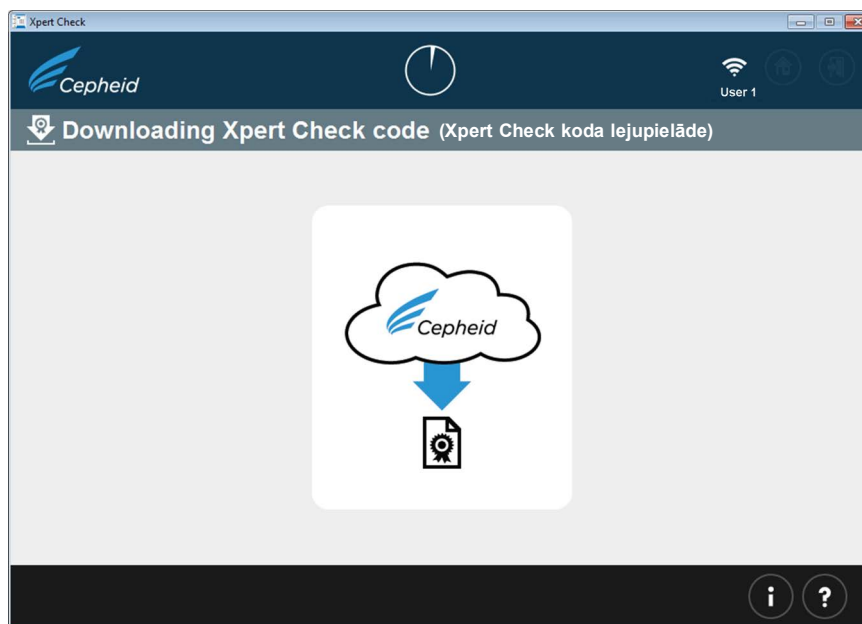 Xpert Check
Cepheid
User 1
Downloading Xpert Check code (Xpert Check koda lejupielāde)
Cepheid
i ?